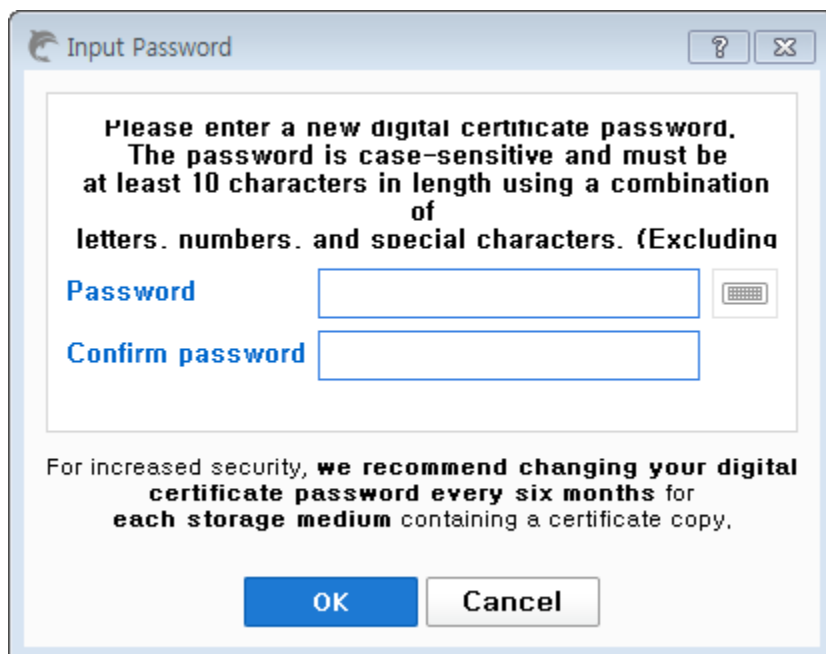 Input Password
Please enter a new digital certificate password.
The password is case-sensitive and must be
at least 10 characters in length using a combination
of
letters, numbers, and special characters. (Excluding
Password
Confirm password
For increased security, we recommend changing your digital
certificate password every six months for
each storage medium containing a certificate copy.
OK
Cancel